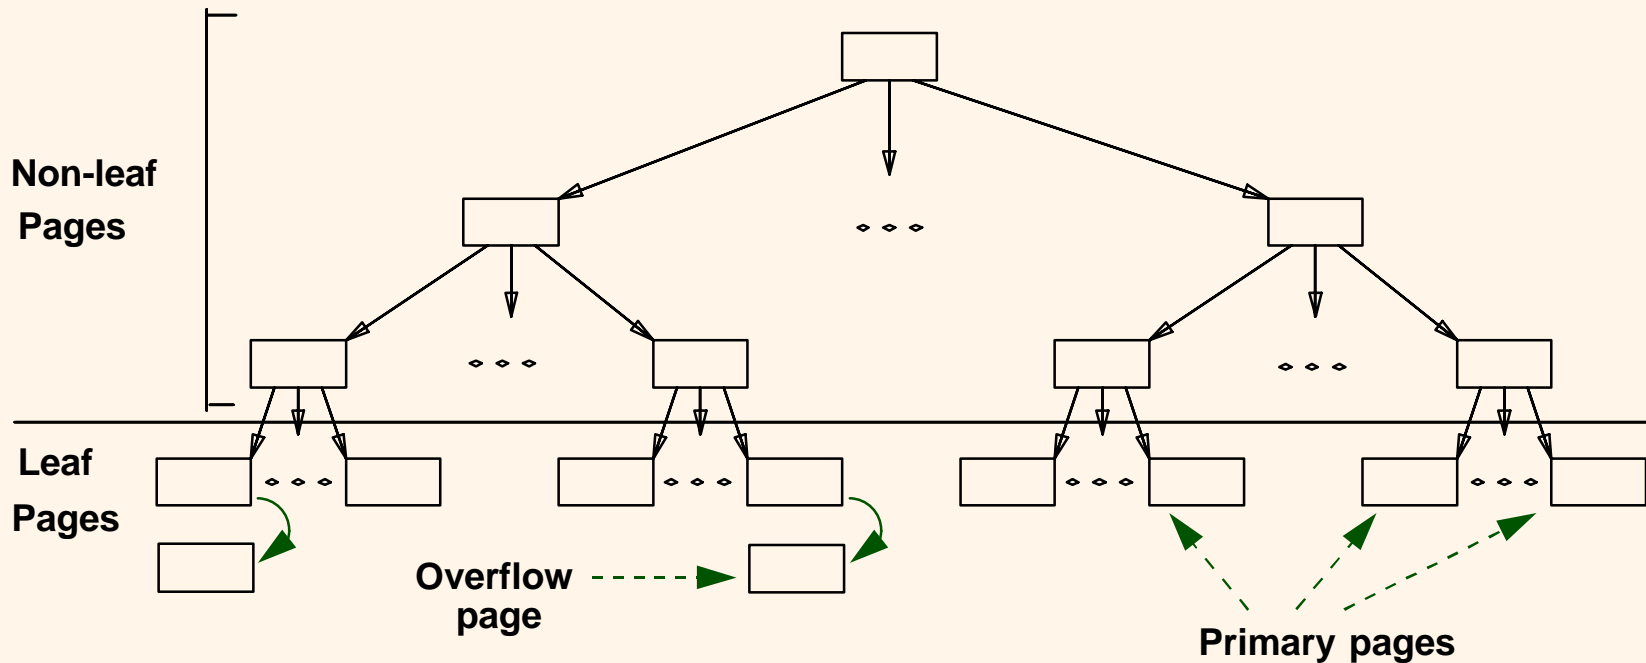 Non-leaf
Pages
Leaf
Pages
Overflow
page
Primary pages